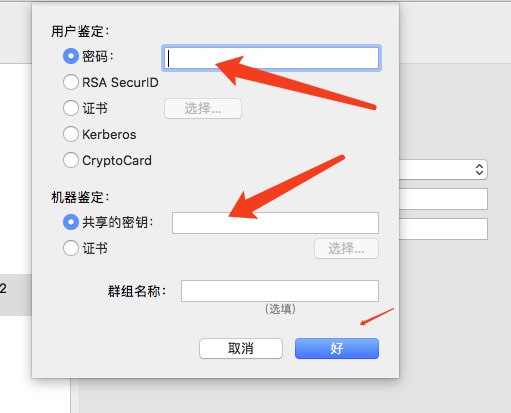 用户鉴定：
密码：
RSA SecurID
证书 选择...
Kerberos
CryptoCard
机器鉴定：
共享的密钥：
证书 选择...
群组名称：
(选填)
取消 好
2